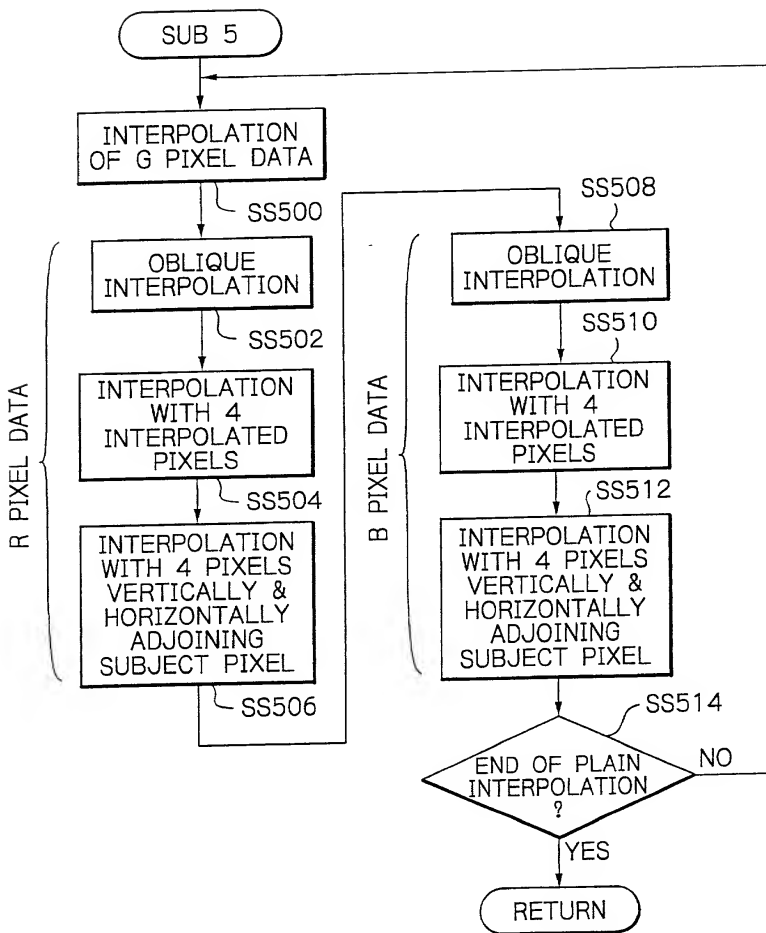 SUB 5
INTERPOLATION
OF G PIXEL DATA
SS500
R PIXEL DATA
OBLIQUE
INTERPOLATION
SS502
INTERPOLATION
WITH 4
INTERPOLATED
PIXELS
SS504
INTERPOLATION
WITH 4 PIXELS
VERTICALLY &
HORIZONTALLY
ADJOINING
SUBJECT PIXEL
SS506
B PIXEL DATA
SS508
OBLIQUE
INTERPOLATION
SS510
INTERPOLATION
WITH 4
INTERPOLATED
PIXELS
SS512
INTERPOLATION
WITH 4 PIXELS
VERTICALLY &
HORIZONTALLY
ADJOINING
SUBJECT PIXEL
SS514
END OF PLAIN
INTERPOLATION
?
NO
YES
RETURN